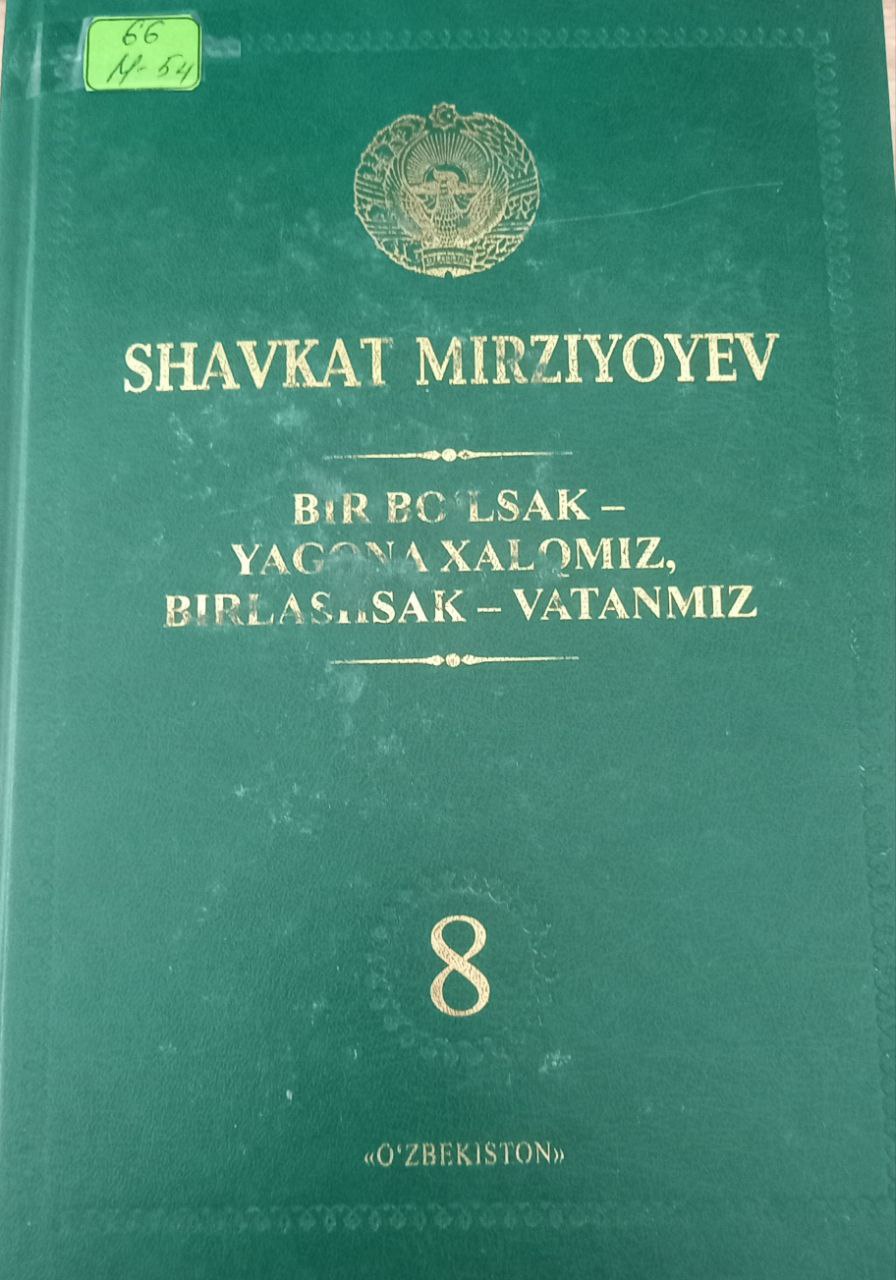 66
М-54
SHAVKAT MIRZIYOYEV
BIR BO‘LSAK –
YAGONA XALQMIZ,
BIRLASHSAK – VATANMIZ
8
«O‘ZBEKISTON»